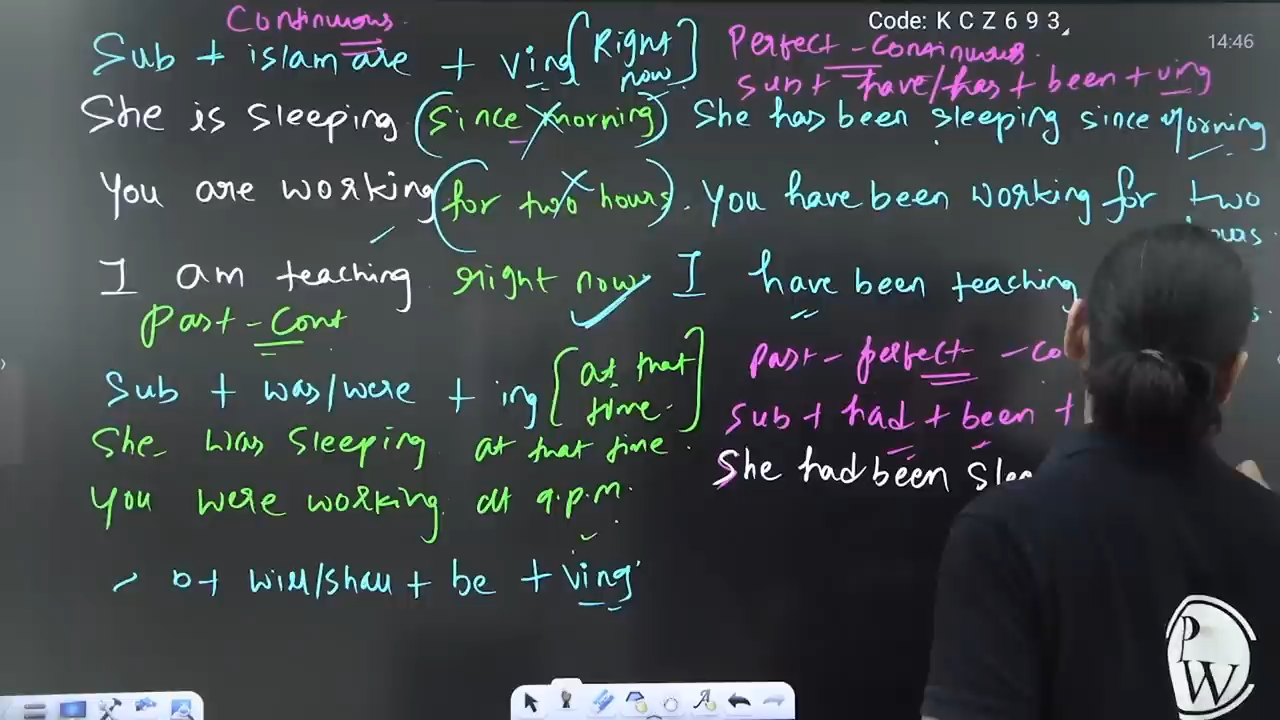 Code: K C Z 6 9 3
14:46
Continuous
Sub + is/am/are + ving [Right now]
She is sleeping (since morning)
You are working (for two hours).
I am teaching right now
Past - Cont
Sub + was/were + ing [at that time.]
She was sleeping at that time.
You were working at 9.p.m.
will/shall + be + ving
Perfect - Continuous.
sub + have/has + been + ving
She has been sleeping since morning
You have been working for two
I have been teaching
Past - perfect -
Sub + had + been +
She had been
P
W